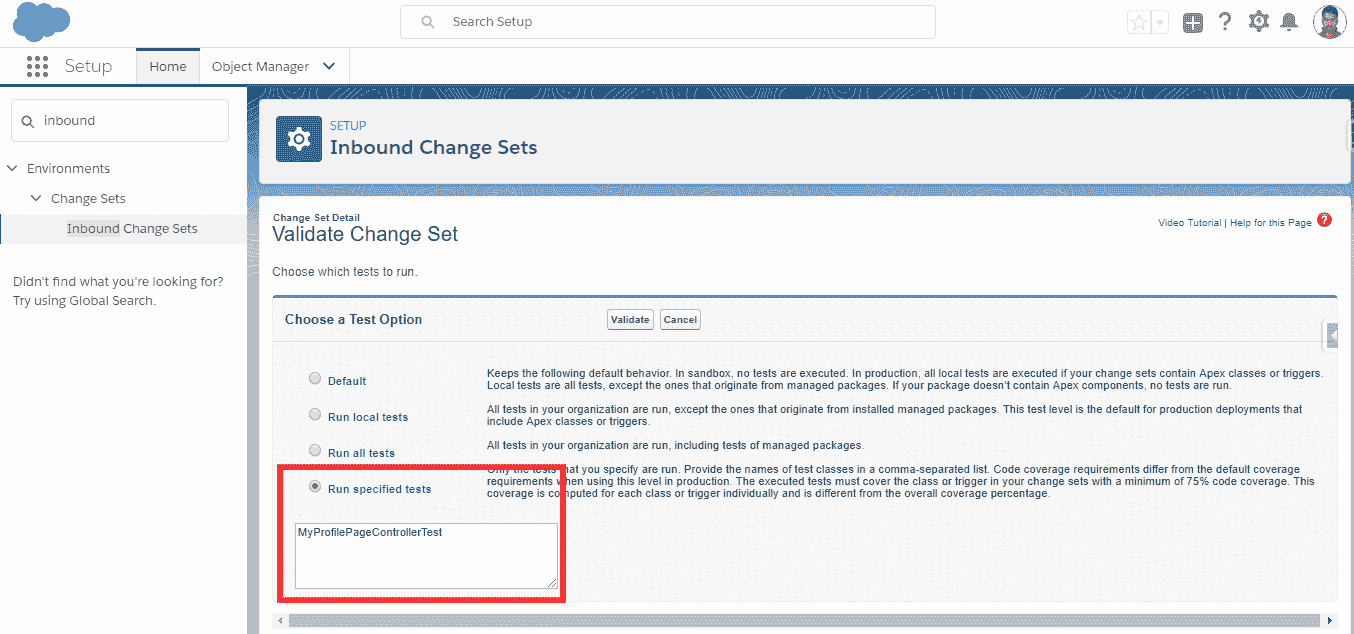 Search Setup
Setup
Home
Object Manager
inbound
Environments
Change Sets
Inbound Change Sets
Didn't find what you're looking for?
Try using Global Search.
SETUP
Inbound Change Sets
Change Set Detail
Validate Change Set
Video Tutorial | Help for this Page ?
Choose which tests to run.
Choose a Test Option
Validate
Cancel
Default
Keeps the following default behavior. In sandbox, no tests are executed. In production, all local tests are executed if your change sets contain Apex classes or triggers.
Local tests are all tests, except the ones that originate from managed packages. If your package doesn't contain Apex components, no tests are run.
Run local tests
All tests in your organization are run, except the ones that originate from installed managed packages. This test level is the default for production deployments that
include Apex classes or triggers.
Run all tests
All tests in your organization are run, including tests of managed packages.
Run specified tests
Only the tests that you specify are run. Provide the names of test classes in a comma-separated list. Code coverage requirements differ from the default coverage
requirements when using this level in production. The executed tests must cover the class or trigger in your change sets with a minimum of 75% code coverage. This
coverage is computed for each class or trigger individually and is different from the overall coverage percentage.
MyProfilePageControllerTest